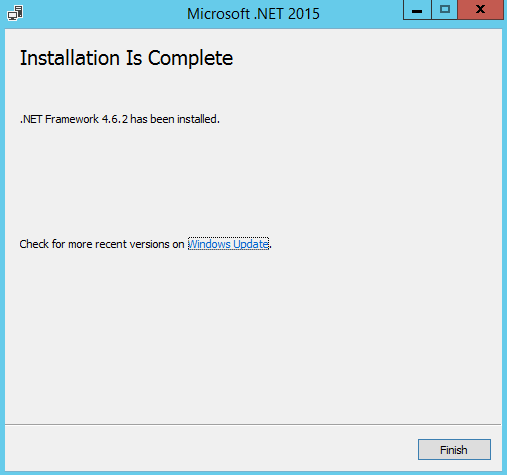 Microsoft .NET 2015
Installation Is Complete
.NET Framework 4.6.2 has been installed.
Check for more recent versions on Windows Update.
Finish